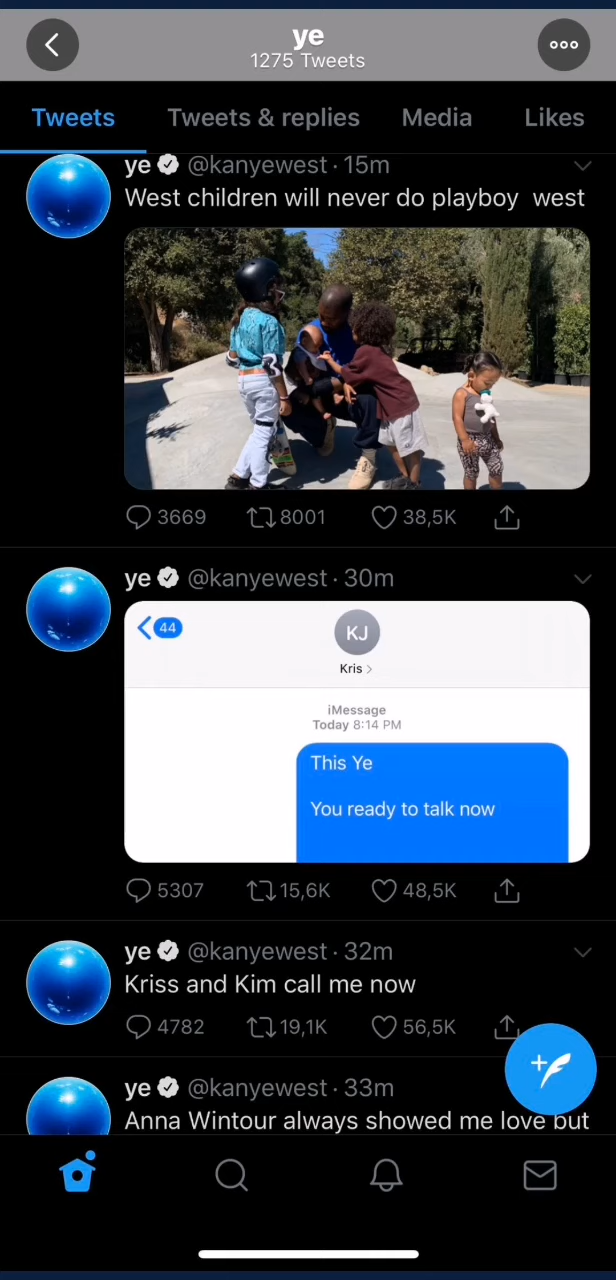 ye
1275 Tweets
Tweets Tweets & replies Media Likes
ye @kanyewest · 15m
West children will never do playboy west
3669 8001 38,5K
ye @kanyewest · 30m
44
KJ
Kris >
iMessage
Today 8:14 PM
This Ye
You ready to talk now
5307 15,6K 48,5K
ye @kanyewest · 32m
Kriss and Kim call me now
4782 19,1K 56,5K
ye @kanyewest · 33m
Anna Wintour always showed me love but